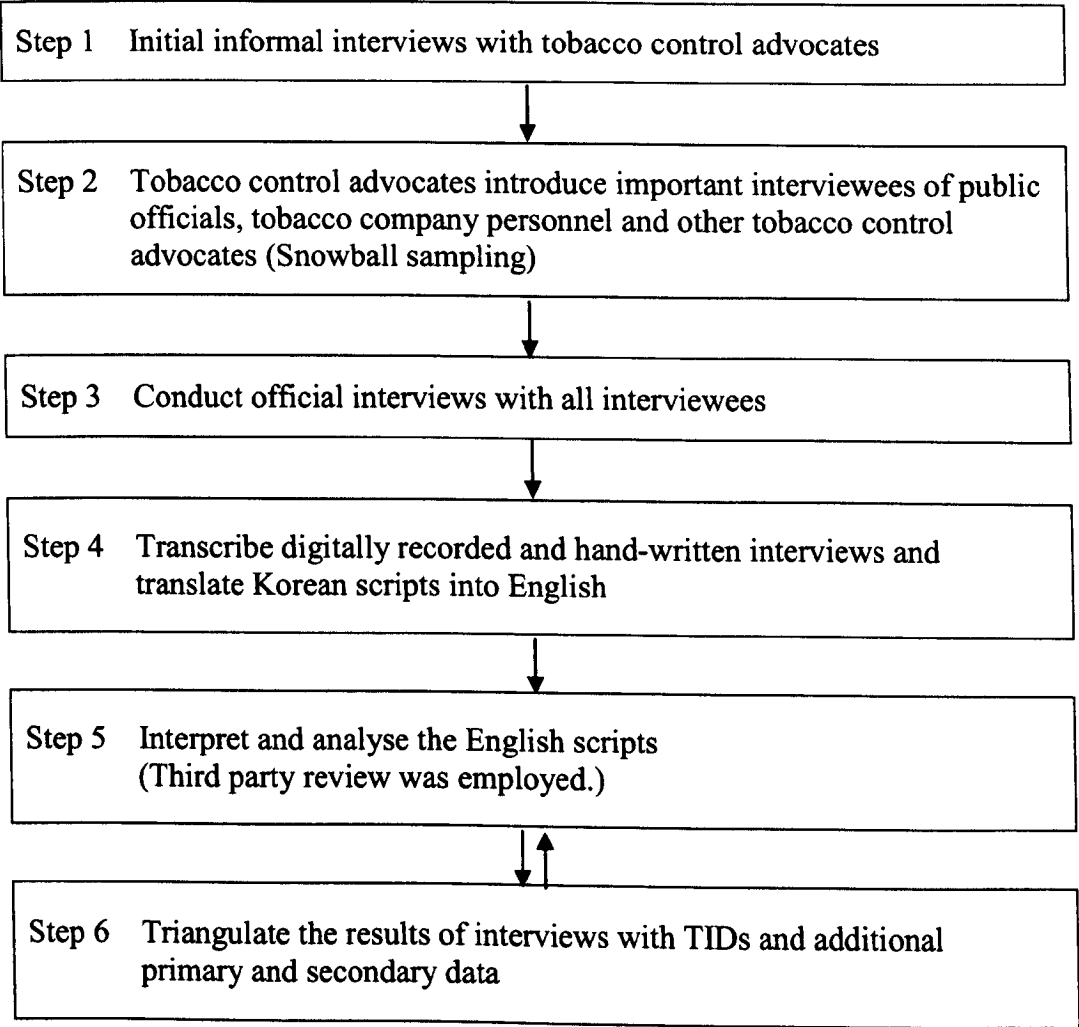 Step 1 Initial informal interviews with tobacco control advocates
Step 2 Tobacco control advocates introduce important interviewees of public
officials, tobacco company personnel and other tobacco control
advocates (Snowball sampling)
Step 3 Conduct official interviews with all interviewees
Step 4 Transcribe digitally recorded and hand-written interviews and
translate Korean scripts into English
Step 5 Interpret and analyse the English scripts
(Third party review was employed.)
Step 6 Triangulate the results of interviews with TIDs and additional
primary and secondary data